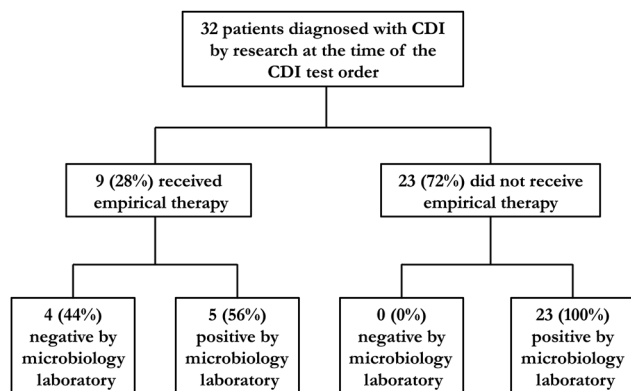 32 patients diagnosed with CDI
by research at the time of the
CDI test order
9 (28%) received
empirical therapy
23 (72%) did not receive
empirical therapy
4 (44%)
negative by
microbiology
laboratory
5 (56%)
positive by
microbiology
laboratory
0 (0%)
negative by
microbiology
laboratory
23 (100%)
positive by
microbiology
laboratory